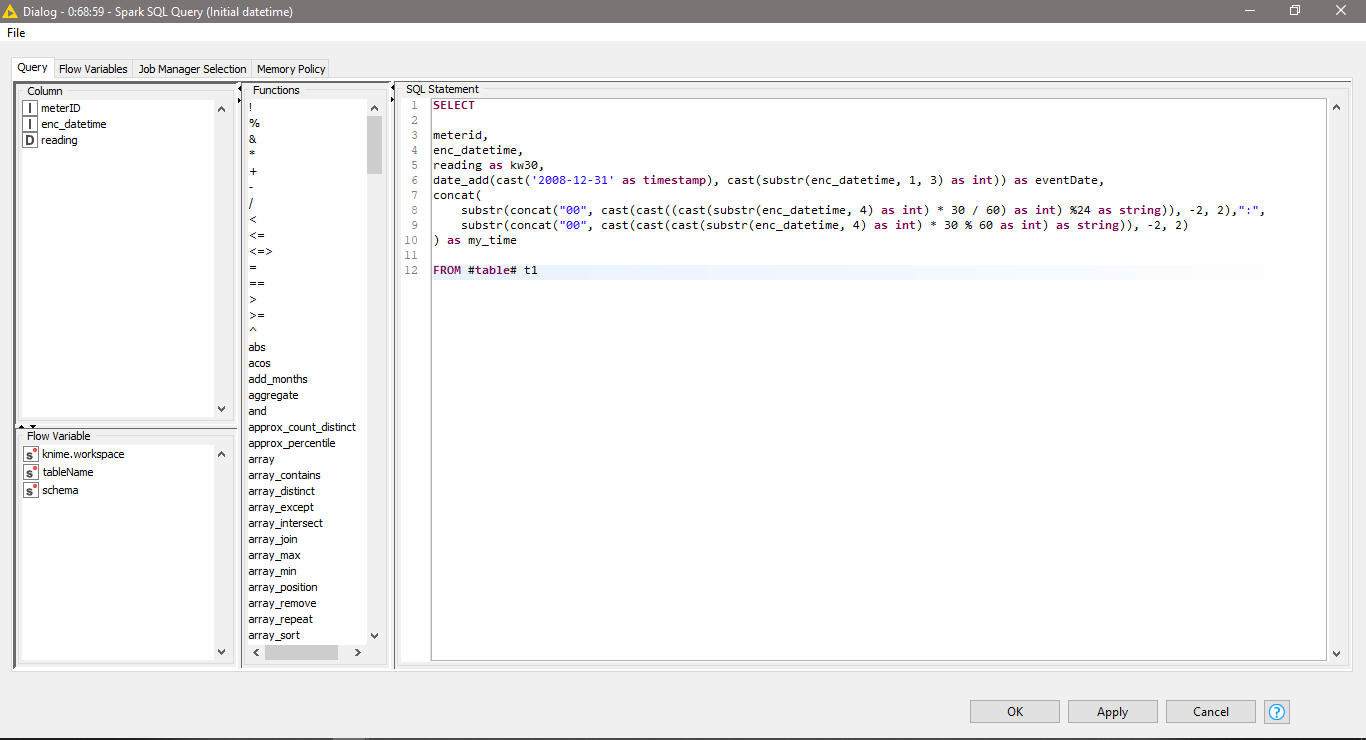 Dialog - 0:68:59 - Spark SQL Query (Initial datetime)
File
Query Flow Variables Job Manager Selection Memory Policy
Column
I meterID
I enc_datetime
D reading
Flow Variable
s knime.workspace
s tableName
s schema
Functions
!
%
&
*
+
-
/
<
<=
<=>
=
==
>
>=
^
abs
acos
add_months
aggregate
and
approx_count_distinct
approx_percentile
array
array_contains
array_distinct
array_except
array_intersect
array_join
array_max
array_min
array_position
array_remove
array_repeat
array_sort
SQL Statement
1 SELECT
2
3 meterid,
4 enc_datetime,
5 reading as kw30,
6 date_add(cast('2008-12-31' as timestamp), cast(substr(enc_datetime, 1, 3) as int)) as eventDate,
7 concat(
8 substr(concat("00", cast(cast((cast(substr(enc_datetime, 4) as int) * 30 / 60) as int) %24 as string)), -2, 2),":",
9 substr(concat("00", cast(cast(cast(substr(enc_datetime, 4) as int) * 30 % 60 as int) as string)), -2, 2)
10 ) as my_time
11
12 FROM #table# t1
OK Apply Cancel ?